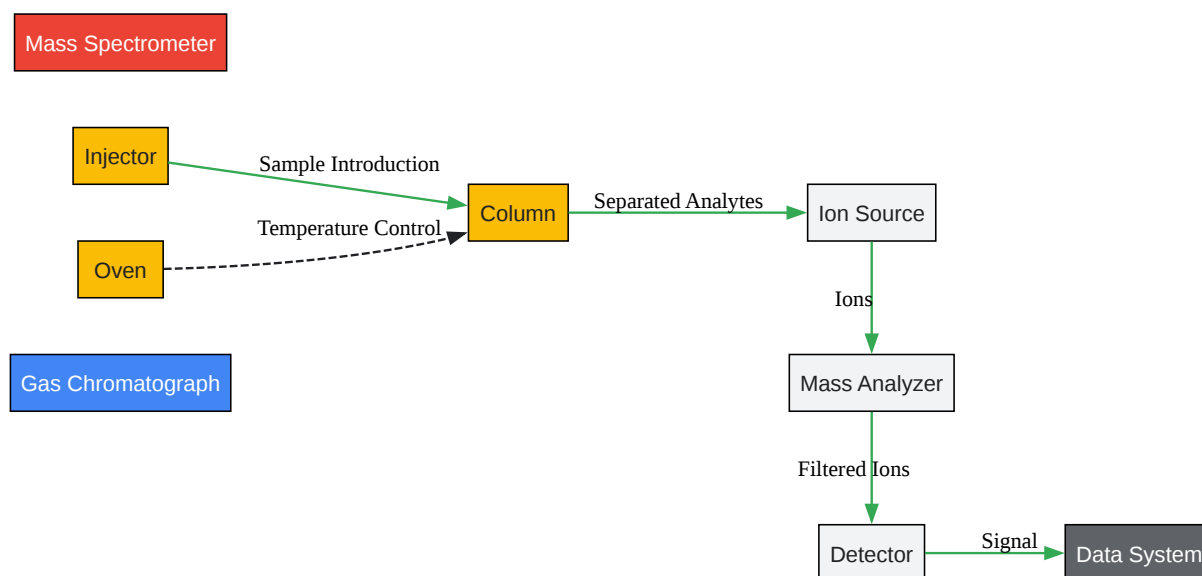 Mass Spectrometer
Injector
Sample Introduction
Column
Separated Analytes
Ion Source
Temperature Control
Oven
Ions
Gas Chromatograph
Mass Analyzer
Filtered Ions
Detector
Signal
Data System